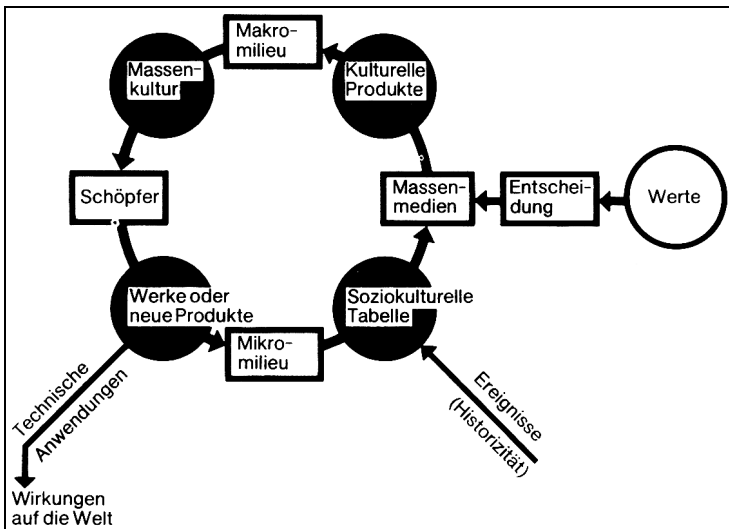 Makro-
milieu
Massen-
kultur
Kulturelle
Produkte
Schöpfer
Massen-
medien
Entschei-
dung
Werte
Werke oder
neue Produkte
Soziokulturelle
Tabelle
Mikro-
milieu
Technische
Anwendungen
Ereignisse
(Historizität)
Wirkungen
auf die Welt